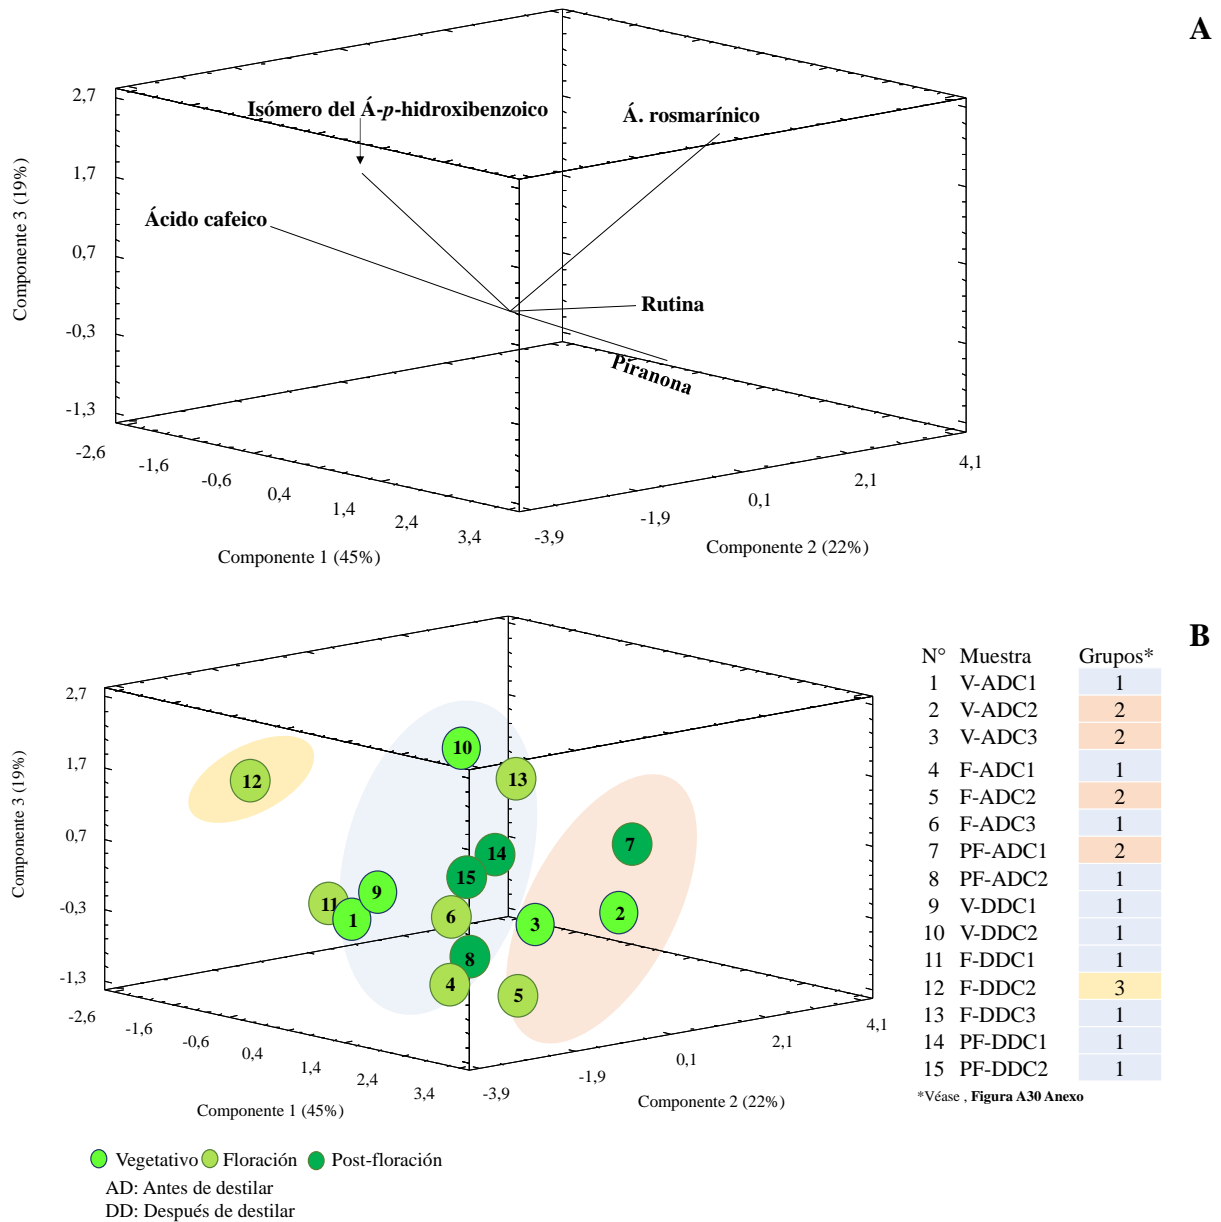 A
Isómero del Á-p-hidroxibenzoico
Á. rosmarínico
Ácido cafeico
Rutina
Piranona
Componente 3 (19%)
2,7
1,7
0,7
-0,3
-1,3
-2,6
-1,6
-0,6
0,4
1,4
2,4
3,4
-3,9
-1,9
0,1
2,1
4,1
Componente 1 (45%)
Componente 2 (22%)
B
Componente 3 (19%)
2,7
1,7
0,7
-0,3
-1,3
-2,6
-1,6
-0,6
0,4
1,4
2,4
3,4
-3,9
-1,9
0,1
2,1
4,1
Componente 1 (45%)
Componente 2 (22%)
10
12
13
7
14
15
9
11
1
6
3
2
8
4
5
N° Muestra Grupos*
1 V-ADC1 1
2 V-ADC2 2
3 V-ADC3 2
4 F-ADC1 1
5 F-ADC2 2
6 F-ADC3 1
7 PF-ADC1 2
8 PF-ADC2 1
9 V-DDC1 1
10 V-DDC2 1
11 F-DDC1 1
12 F-DDC2 3
13 F-DDC3 1
14 PF-DDC1 1
15 PF-DDC2 1
*Véase , Figura A30 Anexo
Vegetativo Floración Post-floración
AD: Antes de destilar
DD: Después de destilar